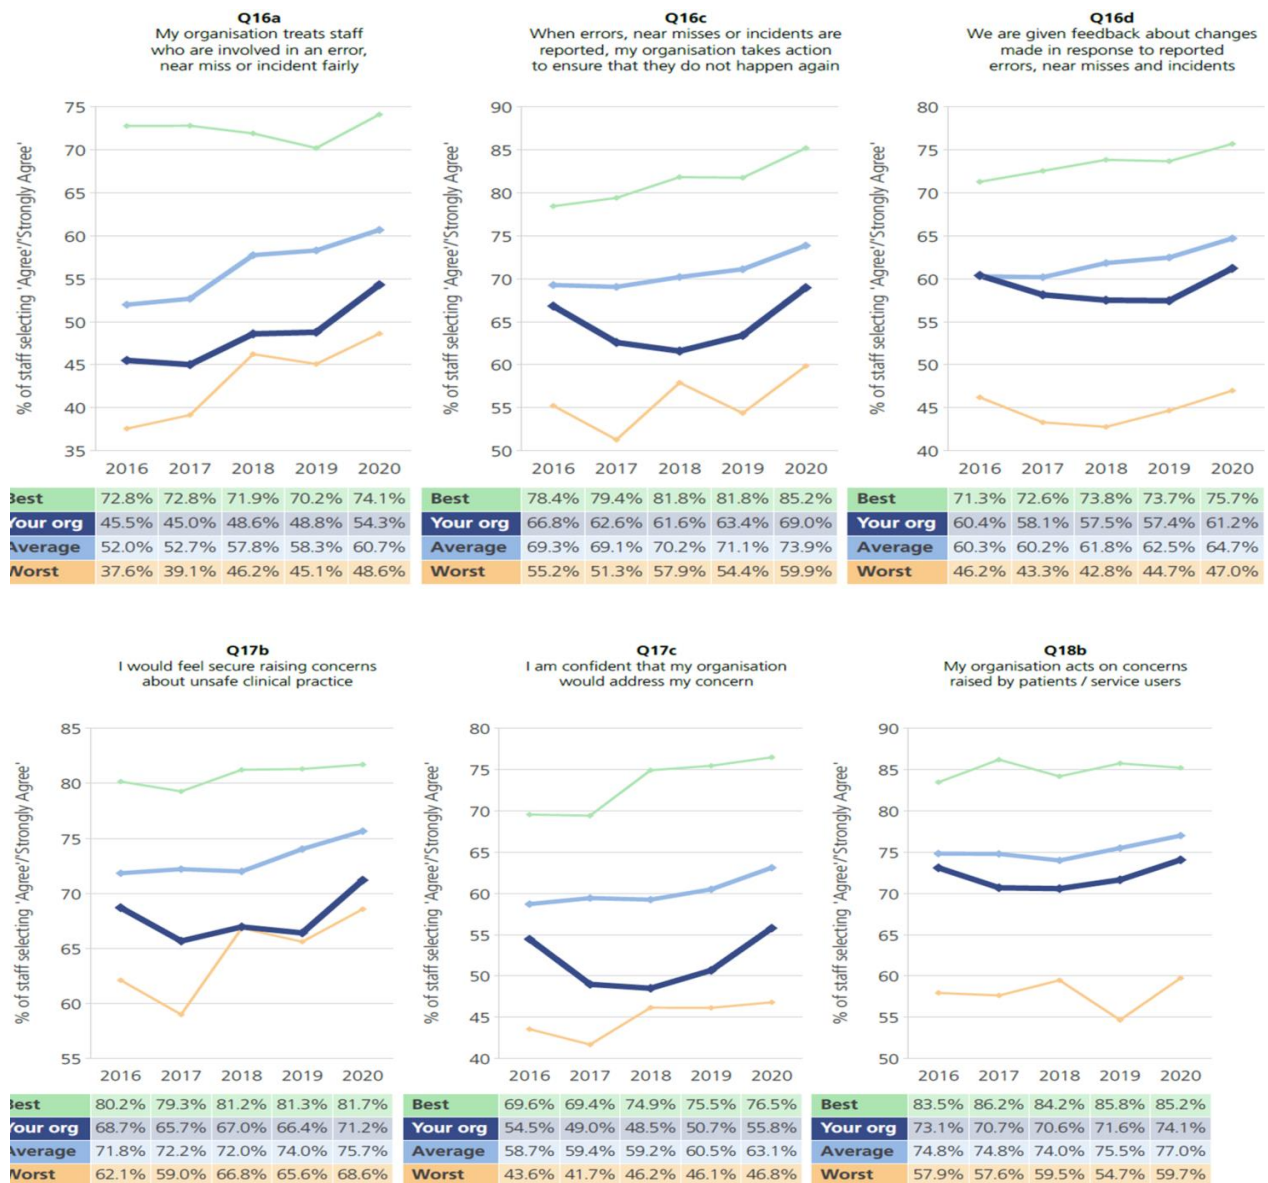 Q16a
My organisation treats staff
who are involved in an error,
near miss or incident fairly
% of staff selecting 'Agree'/'Strongly Agree'
75
70
65
60
55
50
45
40
35
2016 2017 2018 2019 2020
Best 72.8% 72.8% 71.9% 70.2% 74.1%
Your org 45.5% 45.0% 48.6% 48.8% 54.3%
Average 52.0% 52.7% 57.8% 58.3% 60.7%
Worst 37.6% 39.1% 46.2% 45.1% 48.6%
Q16c
When errors, near misses or incidents are
reported, my organisation takes action
to ensure that they do not happen again
% of staff selecting 'Agree'/'Strongly Agree'
90
85
80
75
70
65
60
55
50
2016 2017 2018 2019 2020
Best 78.4% 79.4% 81.8% 81.8% 85.2%
Your org 66.8% 62.6% 61.6% 63.4% 69.0%
Average 69.3% 69.1% 70.2% 71.1% 73.9%
Worst 55.2% 51.3% 57.9% 54.4% 59.9%
Q16d
We are given feedback about changes
made in response to reported
errors, near misses and incidents
% of staff selecting 'Agree'/'Strongly Agree'
80
75
70
65
60
55
50
45
40
2016 2017 2018 2019 2020
Best 71.3% 72.6% 73.8% 73.7% 75.7%
Your org 60.4% 58.1% 57.5% 57.4% 61.2%
Average 60.3% 60.2% 61.8% 62.5% 64.7%
Worst 46.2% 43.3% 42.8% 44.7% 47.0%
Q17b
I would feel secure raising concerns
about unsafe clinical practice
% of staff selecting 'Agree'/'Strongly Agree'
85
80
75
70
65
60
55
2016 2017 2018 2019 2020
Best 80.2% 79.3% 81.2% 81.3% 81.7%
Your org 68.7% 65.7% 67.0% 66.4% 71.2%
Average 71.8% 72.2% 72.0% 74.0% 75.7%
Worst 62.1% 59.0% 66.8% 65.6% 68.6%
Q17c
I am confident that my organisation
would address my concern
% of staff selecting 'Agree'/'Strongly Agree'
80
75
70
65
60
55
50
45
40
2016 2017 2018 2019 2020
Best 69.6% 69.4% 74.9% 75.5% 76.5%
Your org 54.5% 49.0% 48.5% 50.7% 55.8%
Average 58.7% 59.4% 59.2% 60.5% 63.1%
Worst 43.6% 41.7% 46.2% 46.1% 46.8%
Q18b
My organisation acts on concerns
raised by patients / service users
% of staff selecting 'Agree'/'Strongly Agree'
90
85
80
75
70
65
60
55
50
2016 2017 2018 2019 2020
Best 83.5% 86.2% 84.2% 85.8% 85.2%
Your org 73.1% 70.7% 70.6% 71.6% 74.1%
Average 74.8% 74.8% 74.0% 75.5% 77.0%
Worst 57.9% 57.6% 59.5% 54.7% 59.7%